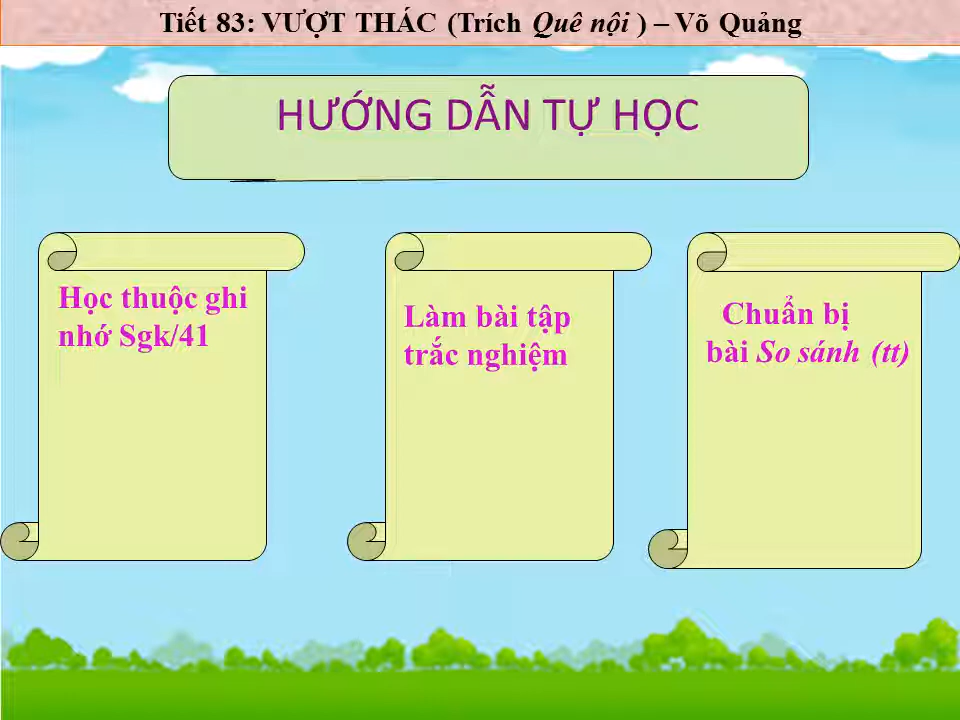 Tiết 83: VƯỢT THÁC (Trích Quê nội ) – Võ Quảng
HƯỚNG DẪN TỰ HỌC
Học thuộc ghi
nhớ Sgk/41
Làm bài tập
trắc nghiệm
Chuẩn bị
bài So sánh (tt)